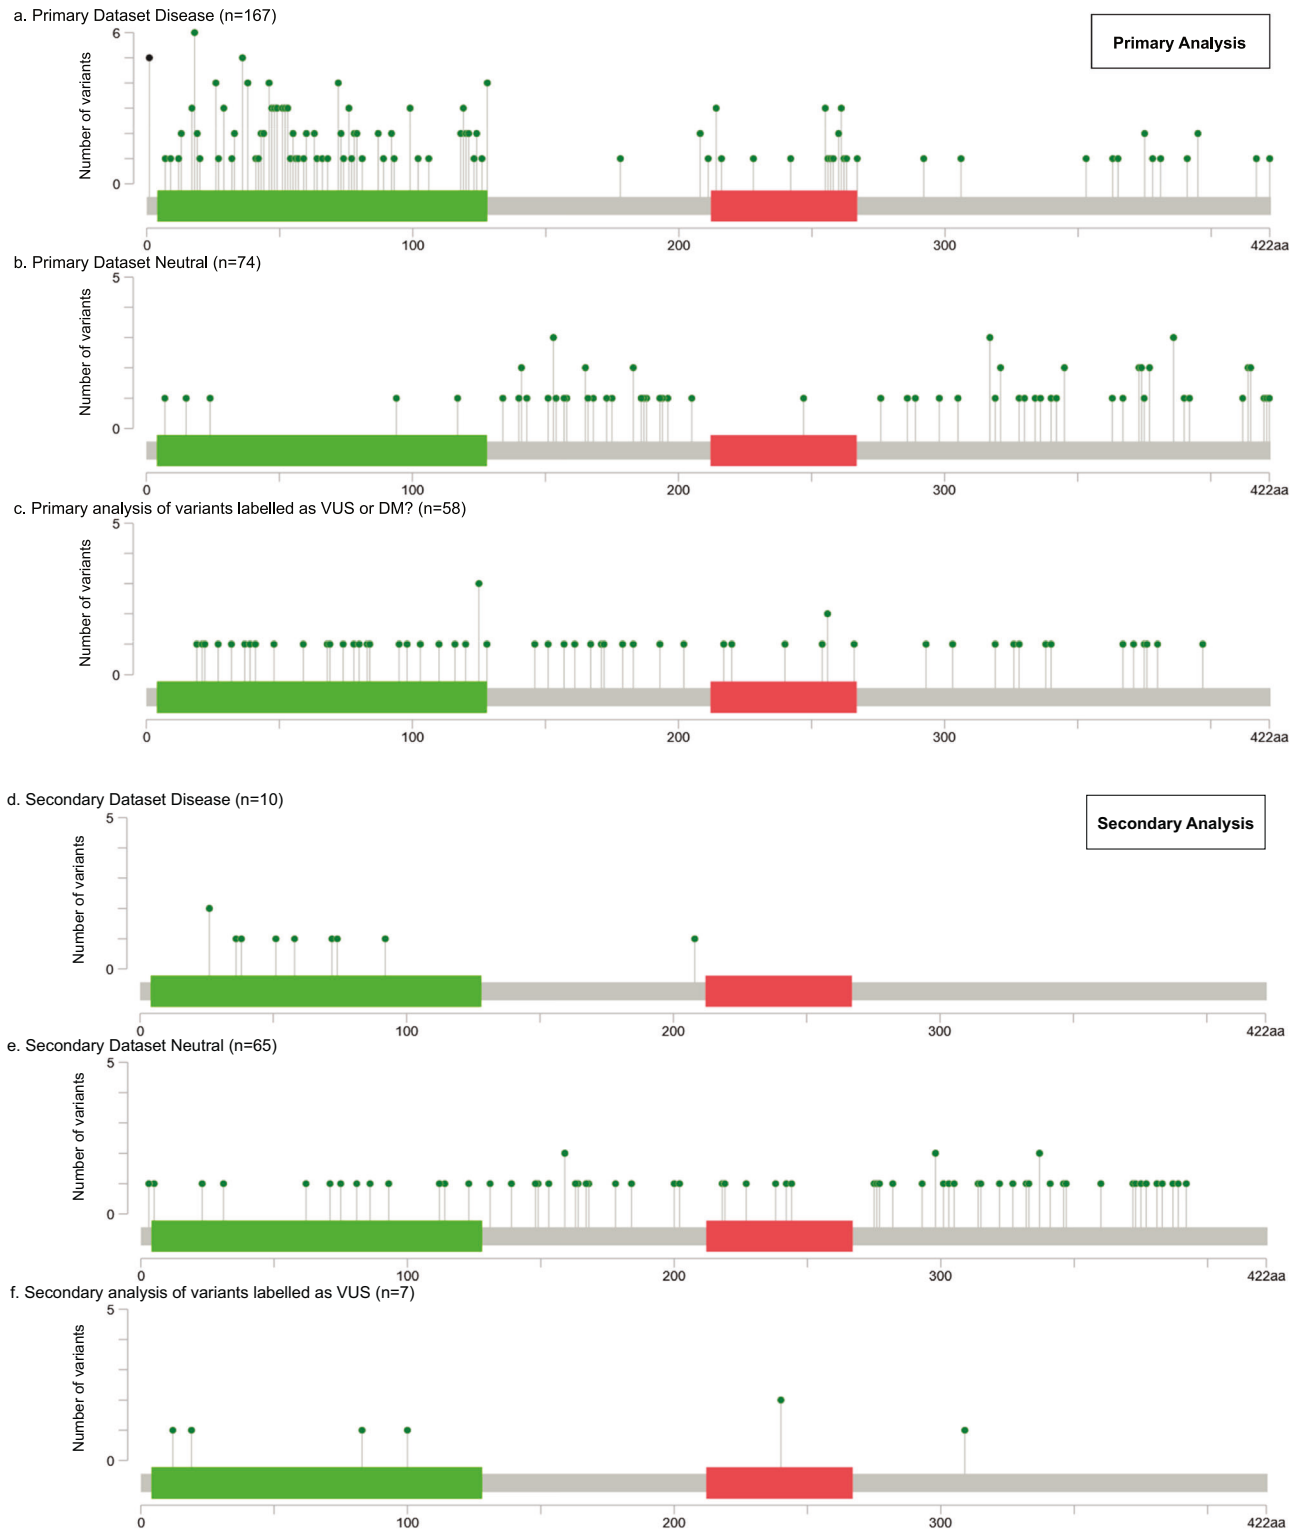 a. Primary Dataset Disease (n=167)
Primary Analysis
Number of variants
6
0
0 100 200 300 422aa
b. Primary Dataset Neutral (n=74)
Number of variants
5
0
0 100 200 300 422aa
c. Primary analysis of variants labelled as VUS or DM? (n=58)
Number of variants
5
0
0 100 200 300 422aa
d. Secondary Dataset Disease (n=10)
Secondary Analysis
Number of variants
5
0
0 100 200 300 422aa
e. Secondary Dataset Neutral (n=65)
Number of variants
5
0
0 100 200 300 422aa
f. Secondary analysis of variants labelled as VUS (n=7)
Number of variants
5
0
0 100 200 300 422aa